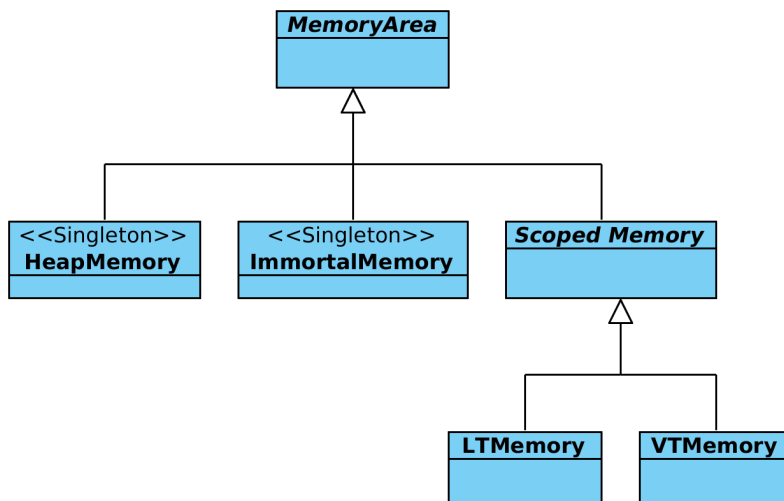 MemoryArea
<<Singleton>>
HeapMemory
<<Singleton>>
ImmortalMemory
Scoped Memory
LTMemory
VTMemory